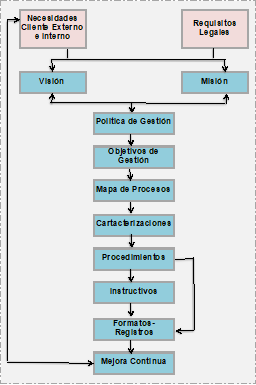 Necesidades
Cliente Externo
e Interno
Requisitos
Legales
Visión
Misión
Política de Gestión
Objetivos de
Gestión
Mapa de Procesos
Cartacterizaciones
Procedimientos
Instructivos
Formatos-
Registros
Mejora Continua